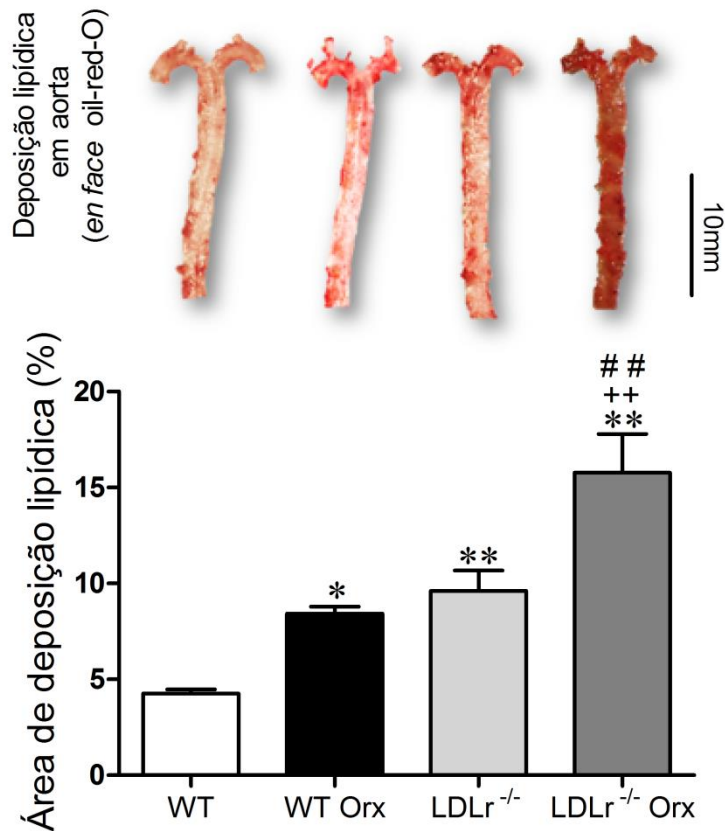 Deposição lipídica
em aorta
(en face oil-red-O)
10mm
Área de deposição lipídica (%)
20
15
10
5
0
*
**
# #
++
**
WT
WT Orx
LDLr -/-
LDLr -/- Orx